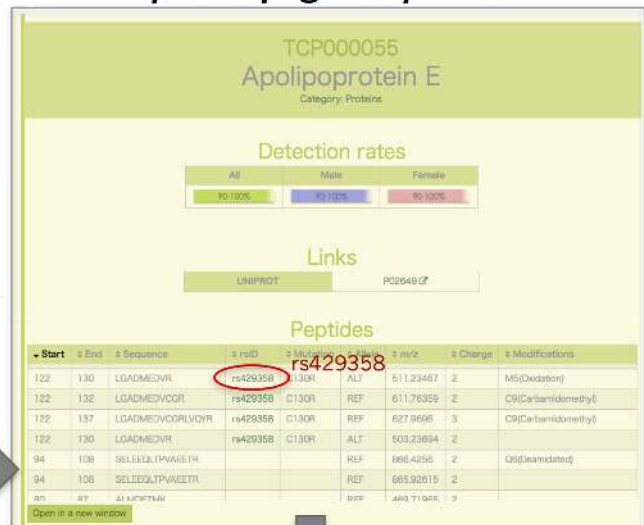 TCP000055
Apolipoprotein E
Category: Proteins
Detection rates
All Male Female
90-100% 90-100% 90-100%
Links
UNIPROT P02649
Peptides
Start End Sequence rsID Mutation Allele m/z Charge Modifications
rs429358
122 130 LGADMEDVR rs429358 C130R ALT 511.23467 2 M5(Oxidation)
122 132 LGADMEDVCGR rs429358 C130R REF 611.76359 2 C9(Carbamidomethyl)
122 137 LGADMEDVCGRLVQYR rs429358 C130R REF 627.9696 3 C9(Carbamidomethyl)
122 130 LGADMEDVR rs429358 C130R ALT 503.23694 2
94 108 SELEEQLTPVAEETR REF 866.4256 2 Q6(Deamidated)
94 108 SELEEQLTPVAEETR REF 865.92615 2
REF 2
Open in a new window